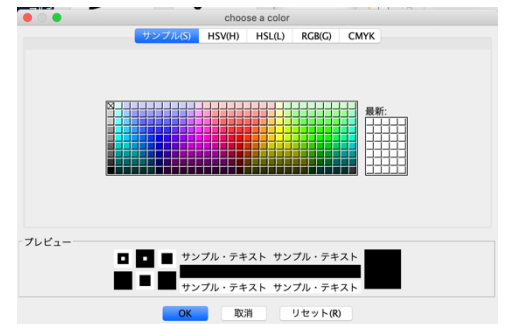 choose a color
サンプル(S) HSV(H) HSL(L) RGB(G) CMYK
最新:
プレビュー
サンプル・テキスト サンプル・テキスト
サンプル・テキスト サンプル・テキスト
OK 取消 リセット(R)